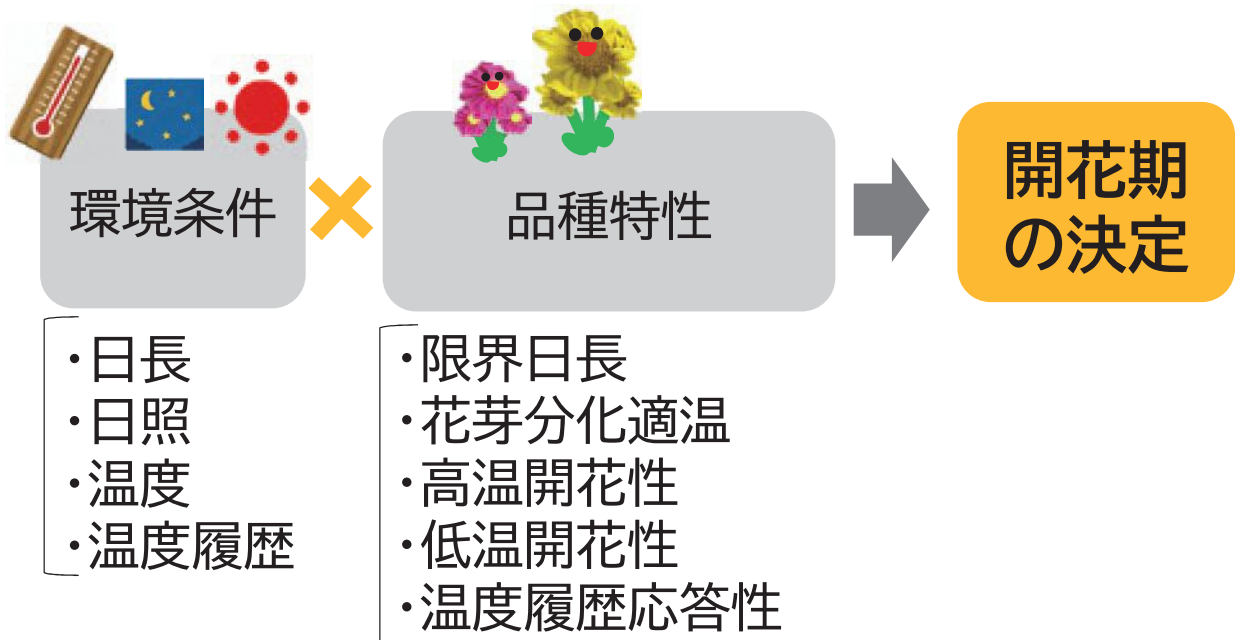 環境条件
×
品種特性
開花期
の決定
・日長
・日照
・温度
・温度履歴
・限界日長
・花芽分化適温
・高温開花性
・低温開花性
・温度履歴応答性